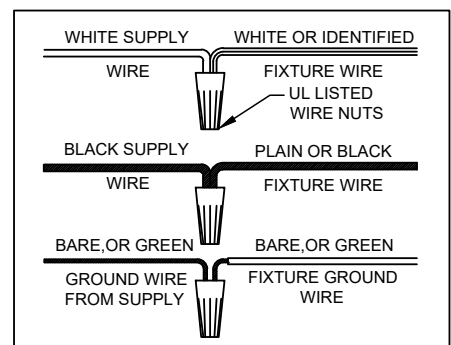 WHITE SUPPLY WIRE
WHITE OR IDENTIFIED FIXTURE WIRE
UL LISTED
WIRE NUTS
BLACK SUPPLY WIRE
PLAIN OR BLACK FIXTURE WIRE
BARE,OR GREEN
GROUND WIRE
FROM SUPPLY
BARE,OR GREEN
FIXTURE GROUND
WIRE